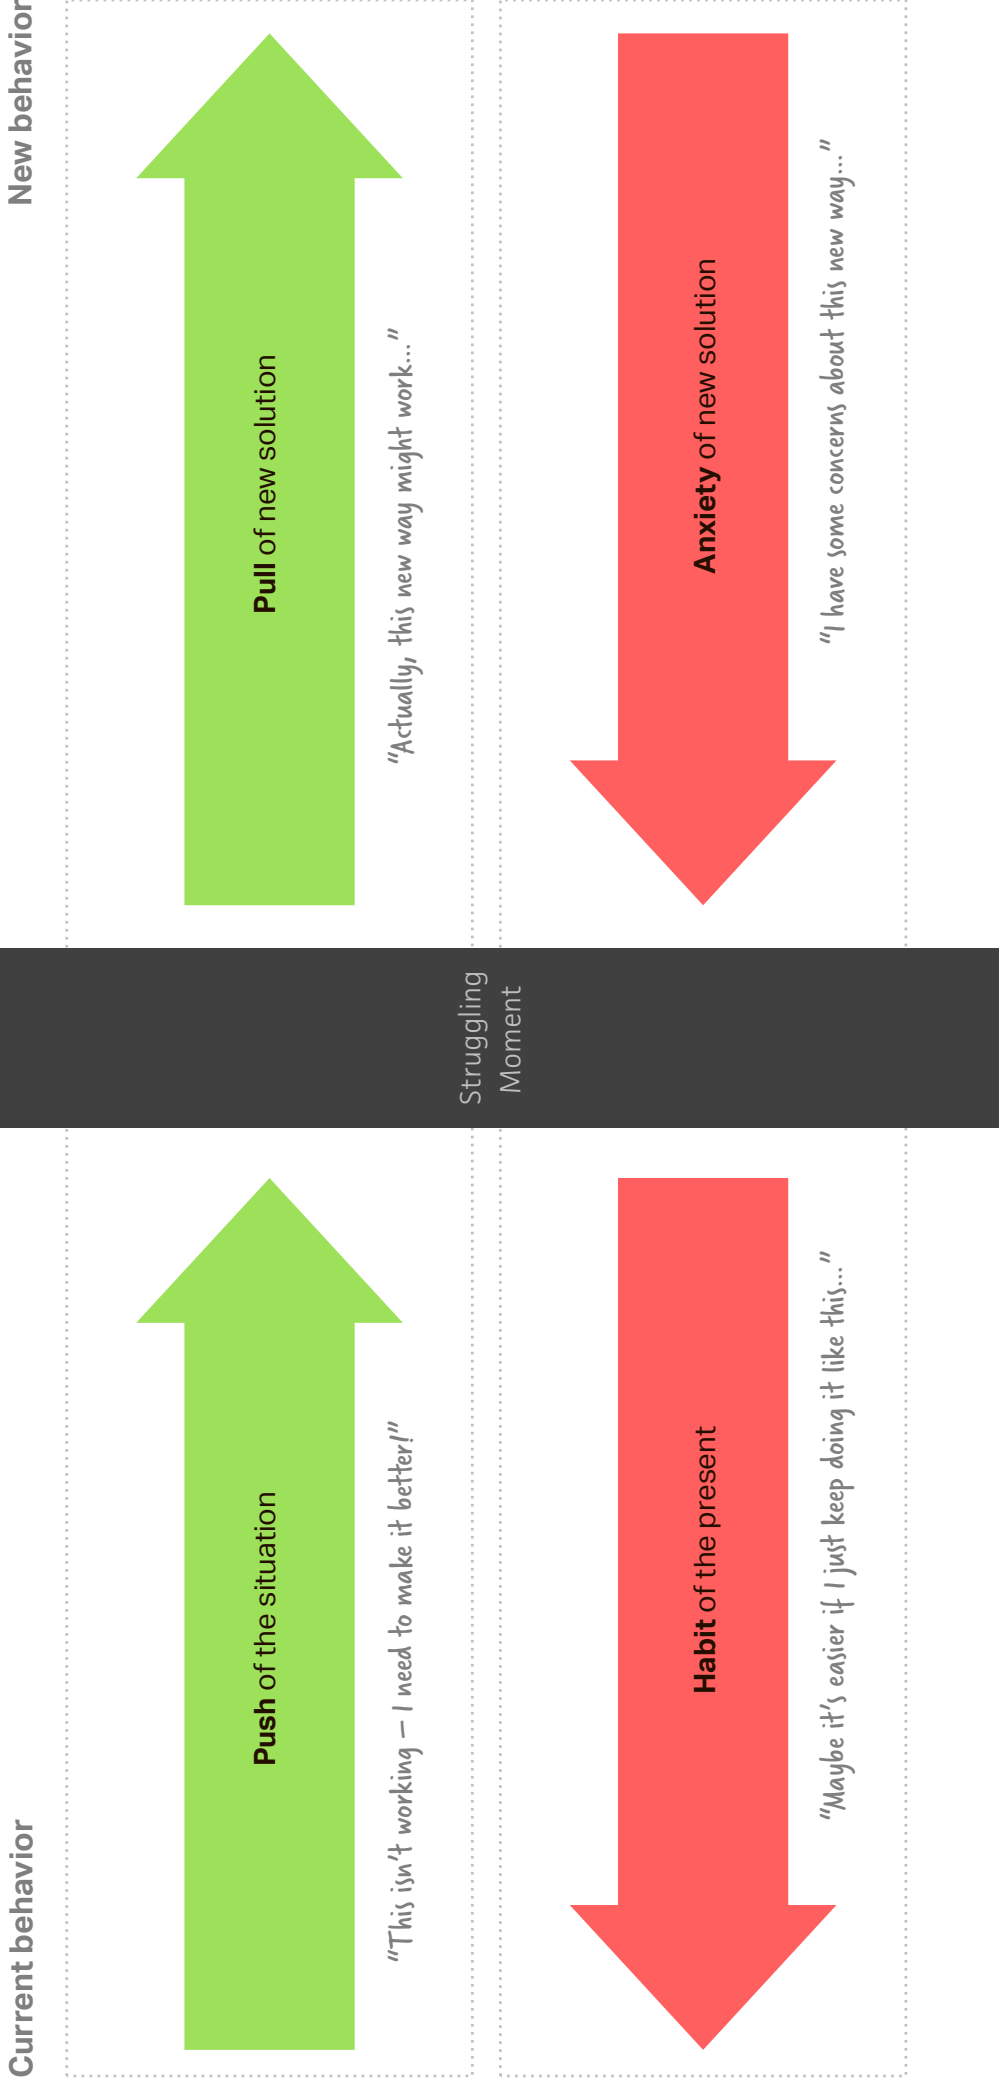 Current behavior
New behavior
Push of the situation
“This isn’t working – I need to make it better!”
Struggling
Moment
Pull of new solution
“Actually, this new way might work...”
Habit of the present
“Maybe it’s easier if I just keep doing it like this...”
Anxiety of new solution
“I have some concerns about this new way...”